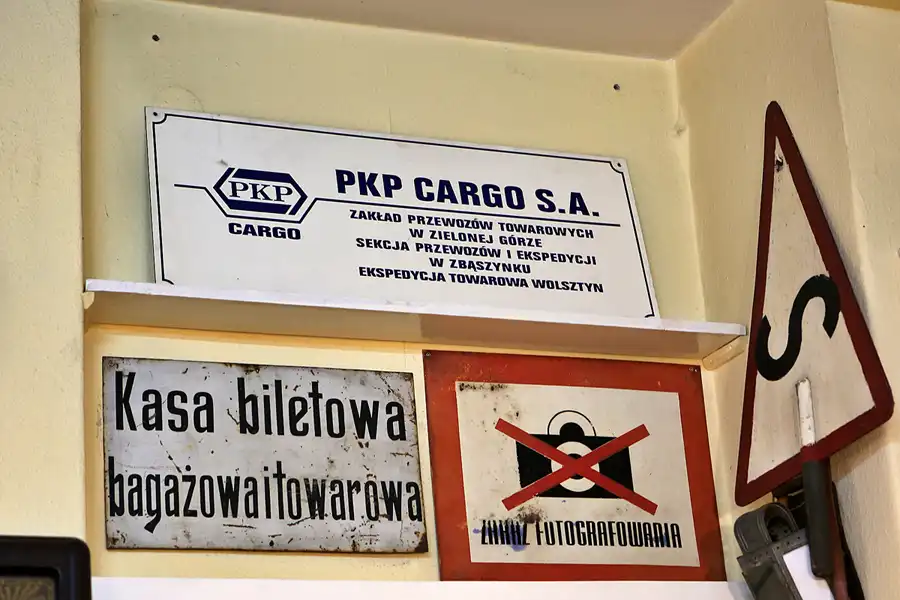 PKP
CARGO
PKP CARGO S.A.
ZAKŁAD PRZEWOZÓW TOWAROWYCH
W ZIELONEJ GÓRZE
SEKCJA PRZEWOZÓW I EKSPEDYCJI
W ZBĄSZYNKU
EKSPEDYCJA TOWAROWA WOLSZTYN
Kasa biletowa
bagażowa i towarowa
ZAKAZ FOTOGRAFOWANIA
S